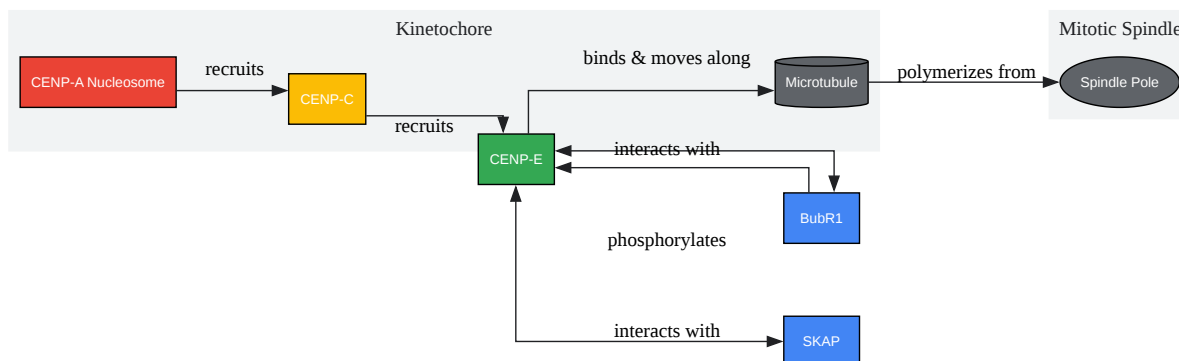 Kinetochore
Mitotic Spindle
CENP-A Nucleosome
recruits
CENP-C
recruits
CENP-E
binds & moves along
Microtubule
polymerizes from
Spindle Pole
interacts with
BubR1
phosphorylates
interacts with
SKAP